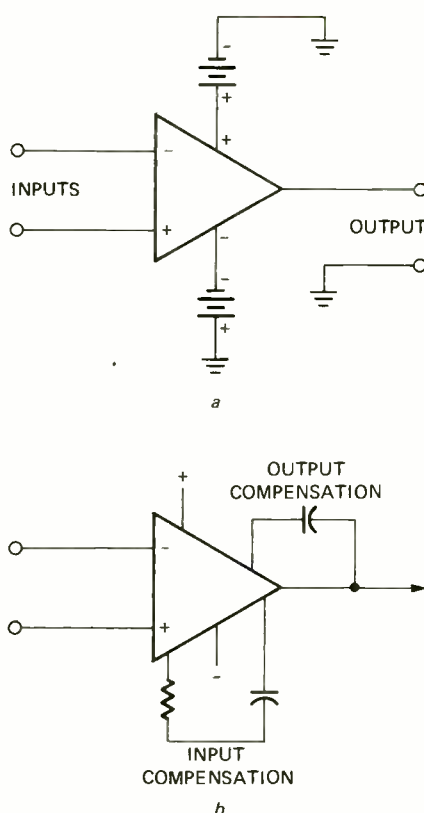 -
+
+
-
INPUTS
+
-
-
+
OUTPUT
a
+
OUTPUT
COMPENSATION
-
+
-
INPUT
COMPENSATION
b